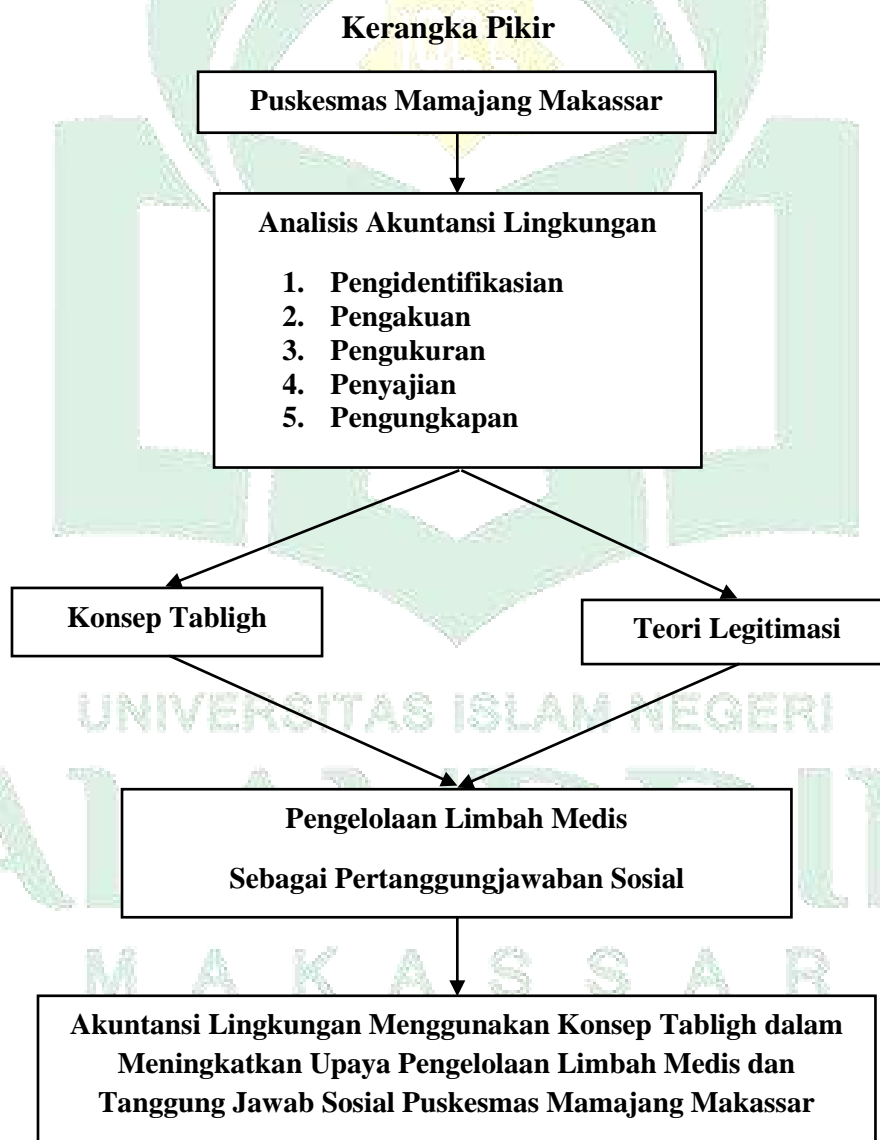 Kerangka Pikir
Puskesmas Mamajang Makassar
Analisis Akuntansi Lingkungan
1. Pengidentifikasian
2. Pengakuan
3. Pengukuran
4. Penyajian
5. Pengungkapan
Konsep Tabligh
Teori Legitimasi
UNIVERSITAS ISLAM NEGERI
Pengelolaan Limbah Medis
Sebagai Pertanggungjawaban Sosial
MAKASSAR
Akuntansi Lingkungan Menggunakan Konsep Tabligh dalam
Meningkatkan Upaya Pengelolaan Limbah Medis dan
Tanggung Jawab Sosial Puskesmas Mamajang Makassar